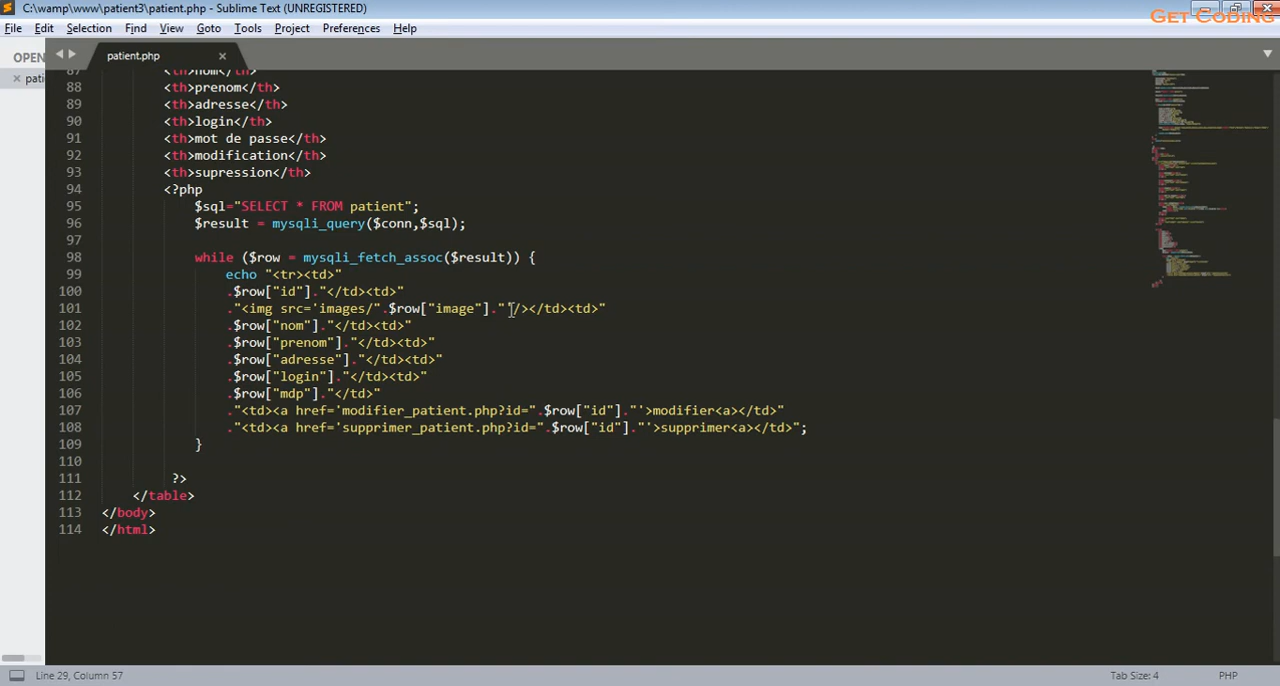 C:\wamp\www\patient3\patient.php - Sublime Text (UNREGISTERED)
GET CODING
File Edit Selection View Goto Tools Project Preferences Help
OPEN
patient.php ×
× pati
87 <th>nom</th>
88 <th>prenom</th>
89 <th>adresse</th>
90 <th>login</th>
91 <th>mot de passe</th>
92 <th>modification</th>
93 <th>supression</th>
94 <?php
95 $sql="SELECT * FROM patient";
96 $result = mysqli_query($conn,$sql);
97
98 while ($row = mysqli_fetch_assoc($result)) {
99 echo "<tr><td>"
100 .$row["id"]."</td><td>"
101 ."<img src='images/".$row["image"]."'/></td><td>"
102 .$row["nom"]."</td><td>"
103 .$row["prenom"]."</td><td>"
104 .$row["adresse"]."</td><td>"
105 .$row["login"]."</td><td>"
106 .$row["mdp"]."</td>"
107 ."<td><a href='modifier_patient.php?id=".$row["id"]."'>modifier<a></td>"
108 ."<td><a href='supprimer_patient.php?id=".$row["id"]."'>supprimer<a></td>";
109 }
110
111 ?>
112 </table>
113 </body>
114 </html>
Line 29, Column 57
Tab Size: 4
PHP